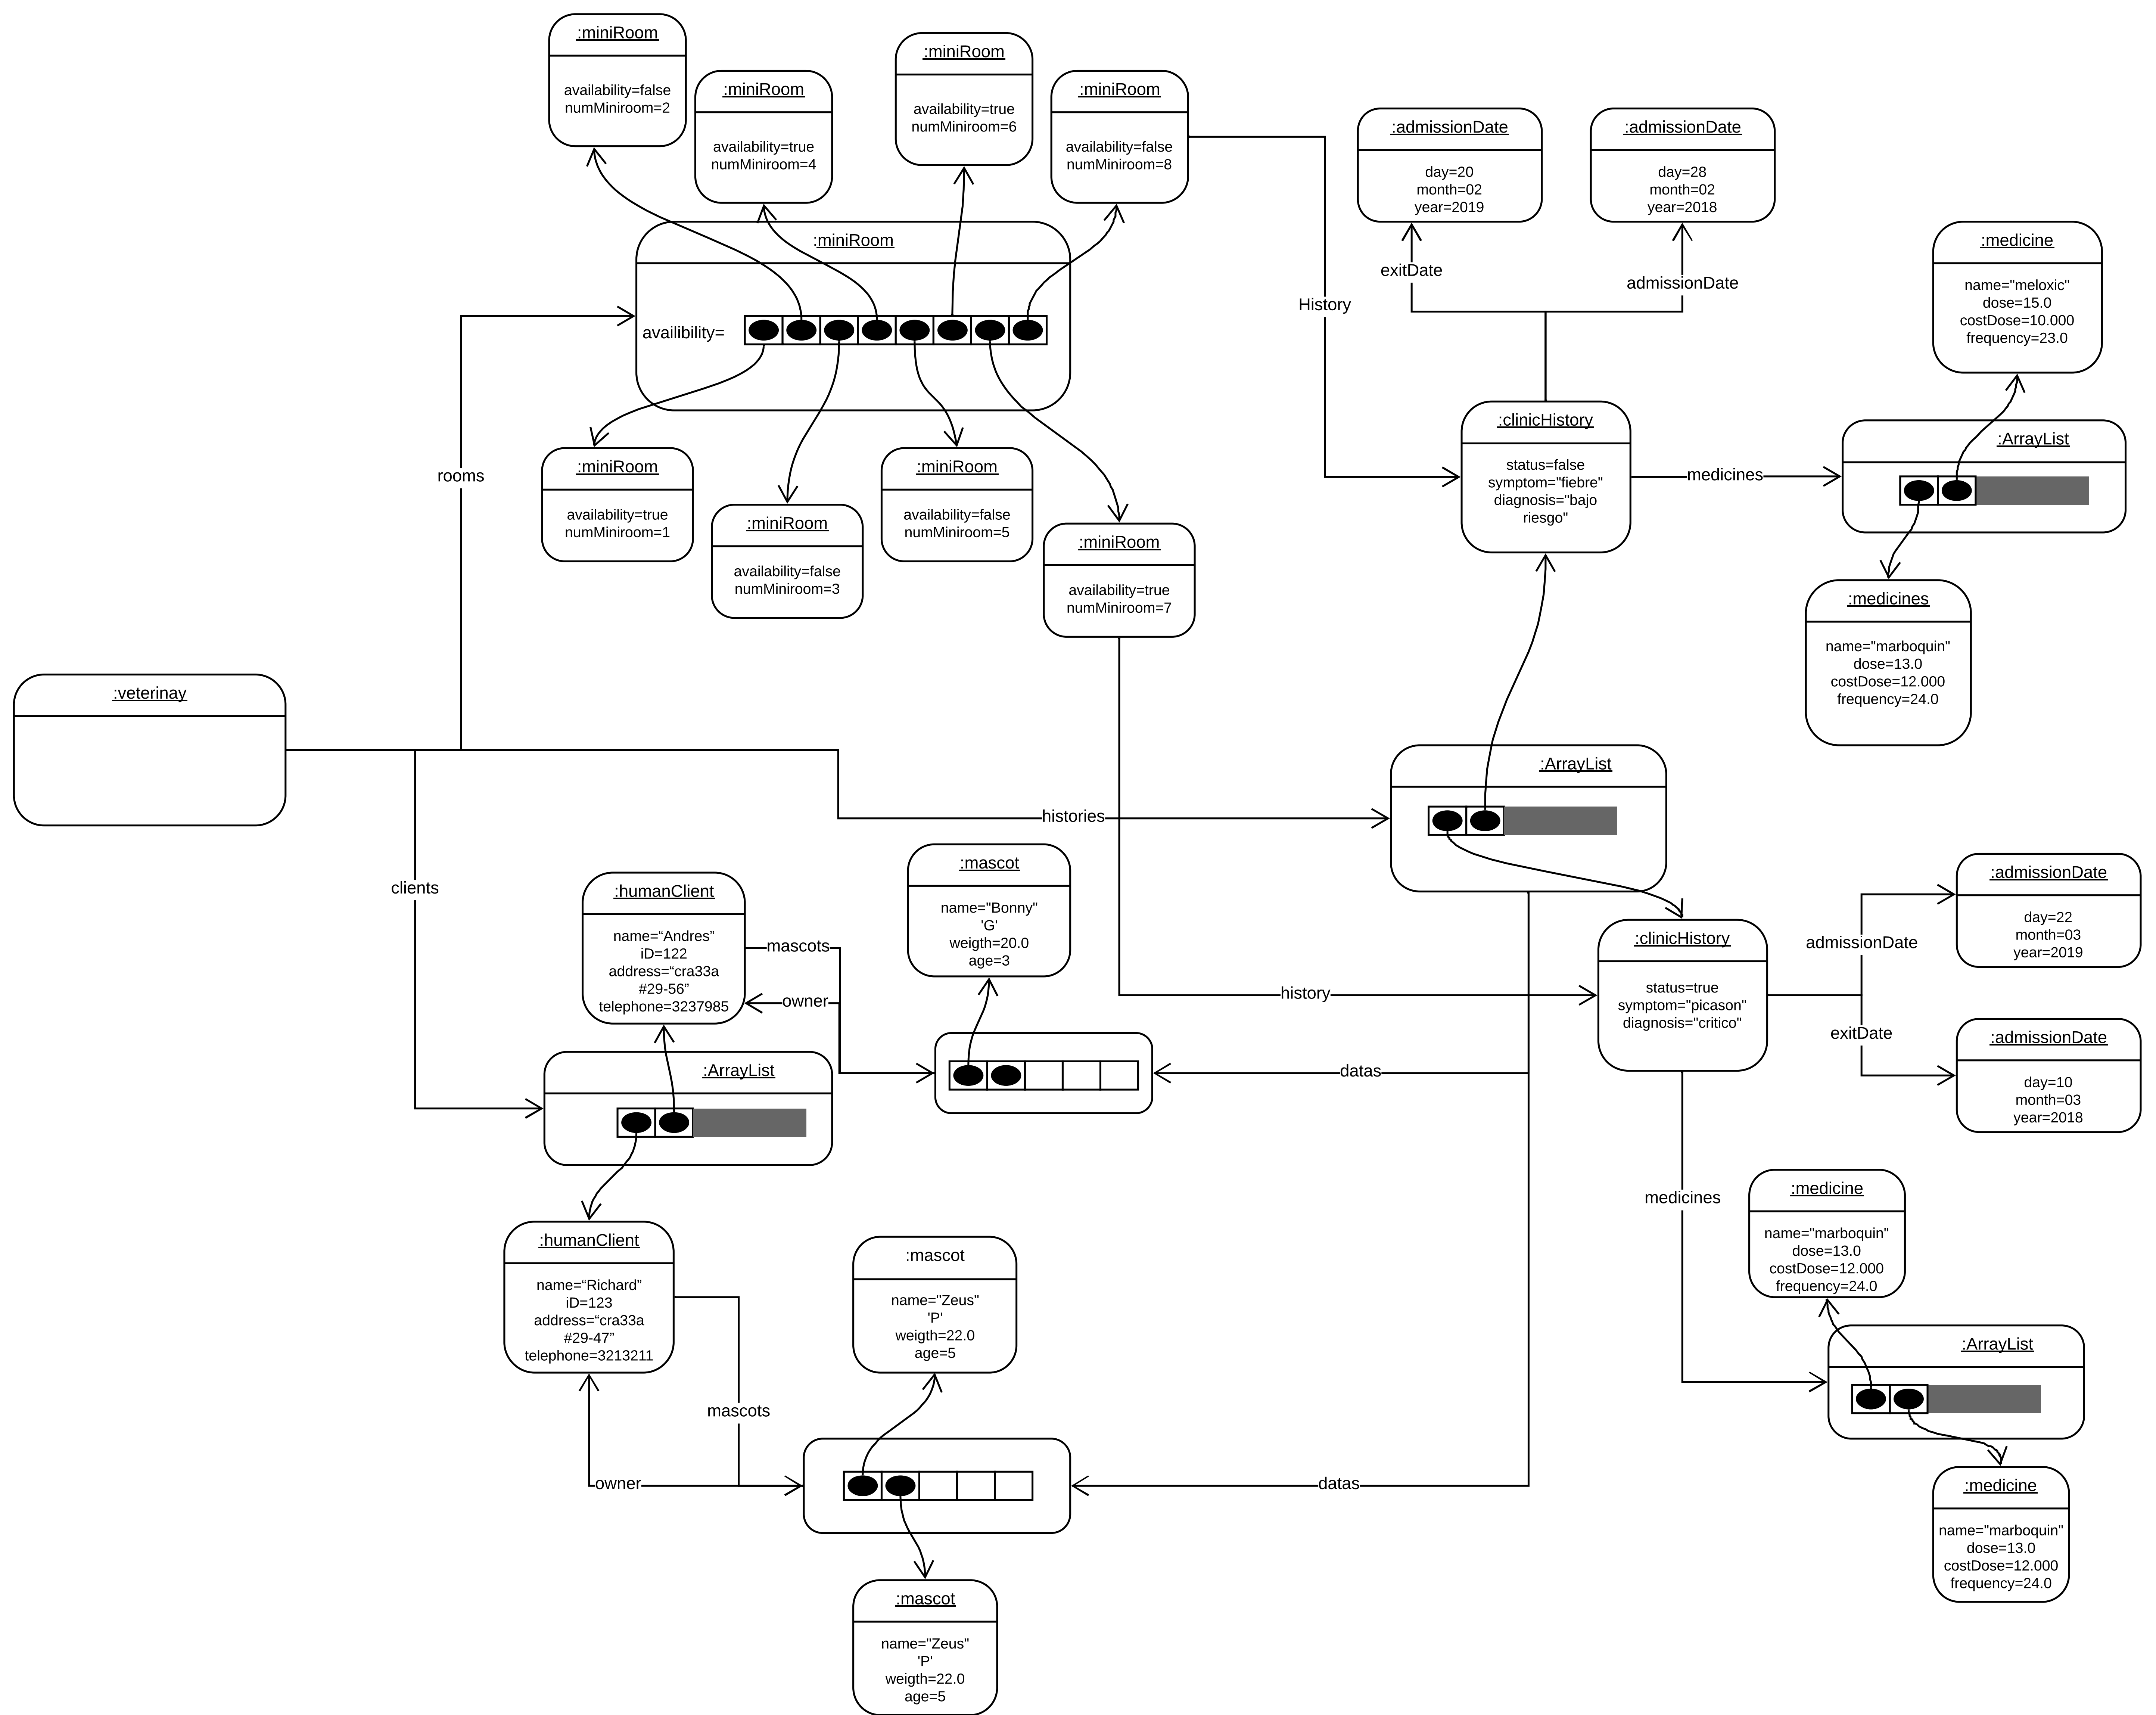 :miniRoom
availability=false
numMiniroom=2
:miniRoom
availability=true
numMiniroom=4
:miniRoom
availability=true
numMiniroom=6
:miniRoom
availability=false
numMiniroom=8
:admissionDate
day=20
month=02
year=2019
:admissionDate
day=28
month=02
year=2018
exitDate
admissionDate
History
:medicine
name="meloxic"
dose=15.0
costDose=10.000
frequency=23.0
:miniRoom
availibility=
rooms
:miniRoom
availability=true
numMiniroom=1
:miniRoom
availability=false
numMiniroom=3
:miniRoom
availability=false
numMiniroom=5
:miniRoom
availability=true
numMiniroom=7
:clinicHistory
status=false
symptom="fiebre"
diagnosis="bajo
riesgo"
medicines
:ArrayList
:medicines
name="marboquin"
dose=13.0
costDose=12.000
frequency=24.0
:veterinay
:ArrayList
histories
clients
:humanClient
name=“Andres”
iD=122
address=“cra33a
#29-56”
telephone=3237985
mascots
owner
:mascot
name="Bonny"
'G'
weigth=20.0
age=3
history
:clinicHistory
status=true
symptom="picason"
diagnosis="critico"
admissionDate
exitDate
:admissionDate
day=22
month=03
year=2019
:admissionDate
day=10
month=03
year=2018
:ArrayList
datas
medicines
:medicine
name="marboquin"
dose=13.0
costDose=12.000
frequency=24.0
:humanClient
name=“Richard”
iD=123
address=“cra33a
#29-47”
telephone=3213211
:mascot
name="Zeus"
'P'
weigth=22.0
age=5
:ArrayList
mascots
owner
datas
:medicine
name="marboquin"
dose=13.0
costDose=12.000
frequency=24.0
:mascot
name="Zeus"
'P'
weigth=22.0
age=5